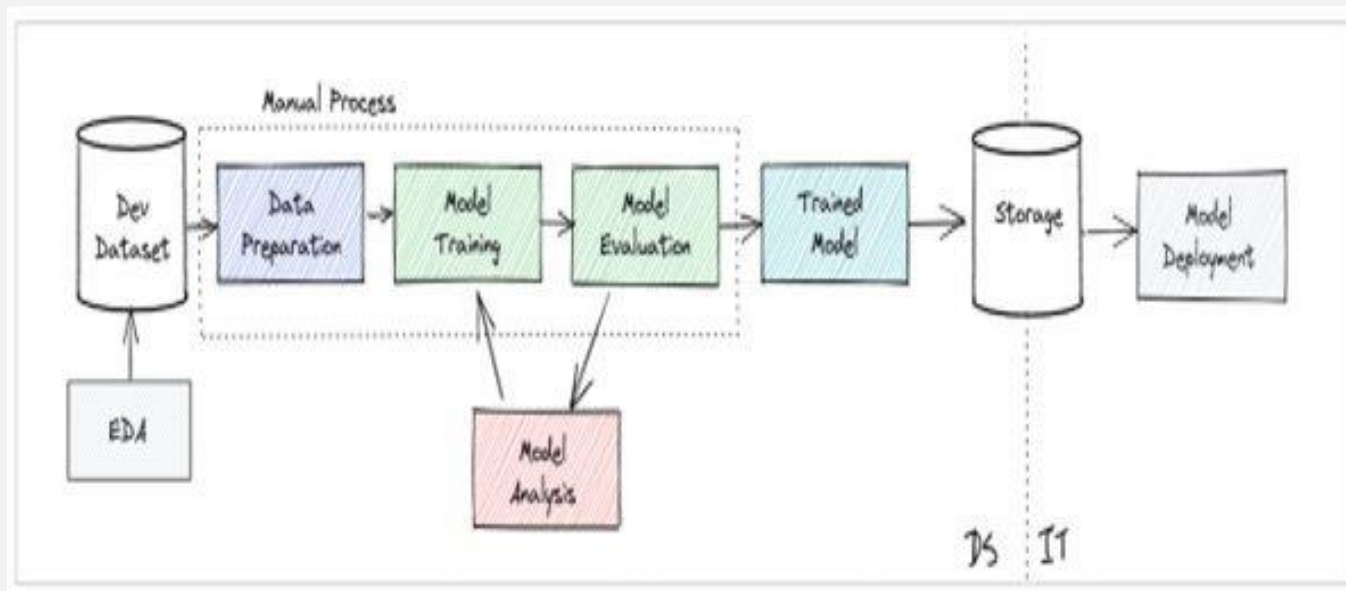 Manual Process
Dev
Dataset
Data
Preparation
Model
Training
Model
Evaluation
Trained
Model
Storage
Model
Deployment
EDA
Model
Analysis
DS
IT